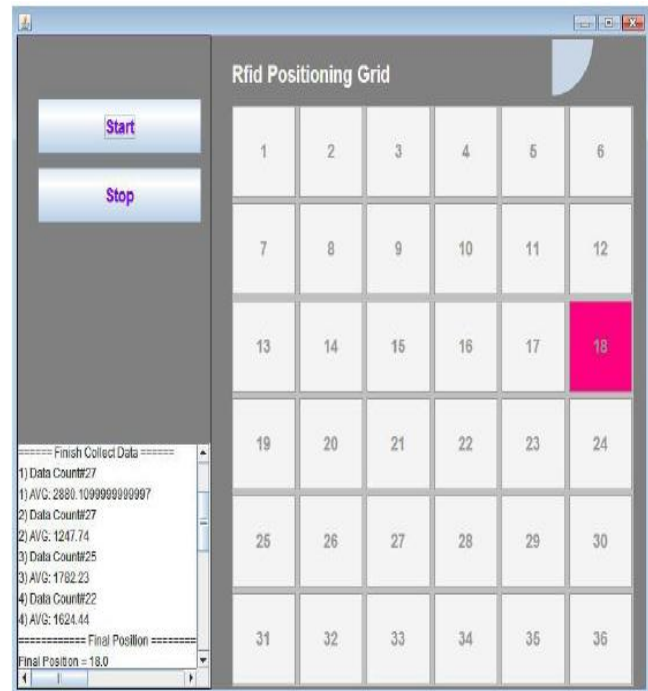 Rfid Positioning Grid
Start
Stop
1 2 3 4 5 6
7 8 9 10 11 12
13 14 15 16 17 18
19 20 21 22 23 24
25 26 27 28 29 30
31 32 33 34 35 36
====== Finish Collect Data ======
1) Data Count#27
1) AVG: 2880.1099999999997
2) Data Count#27
2) AVG: 1247.74
3) Data Count#25
3) AVG: 1782.23
4) Data Count#22
4) AVG: 1624.44
============ Final Position ========
Final Position = 18.0